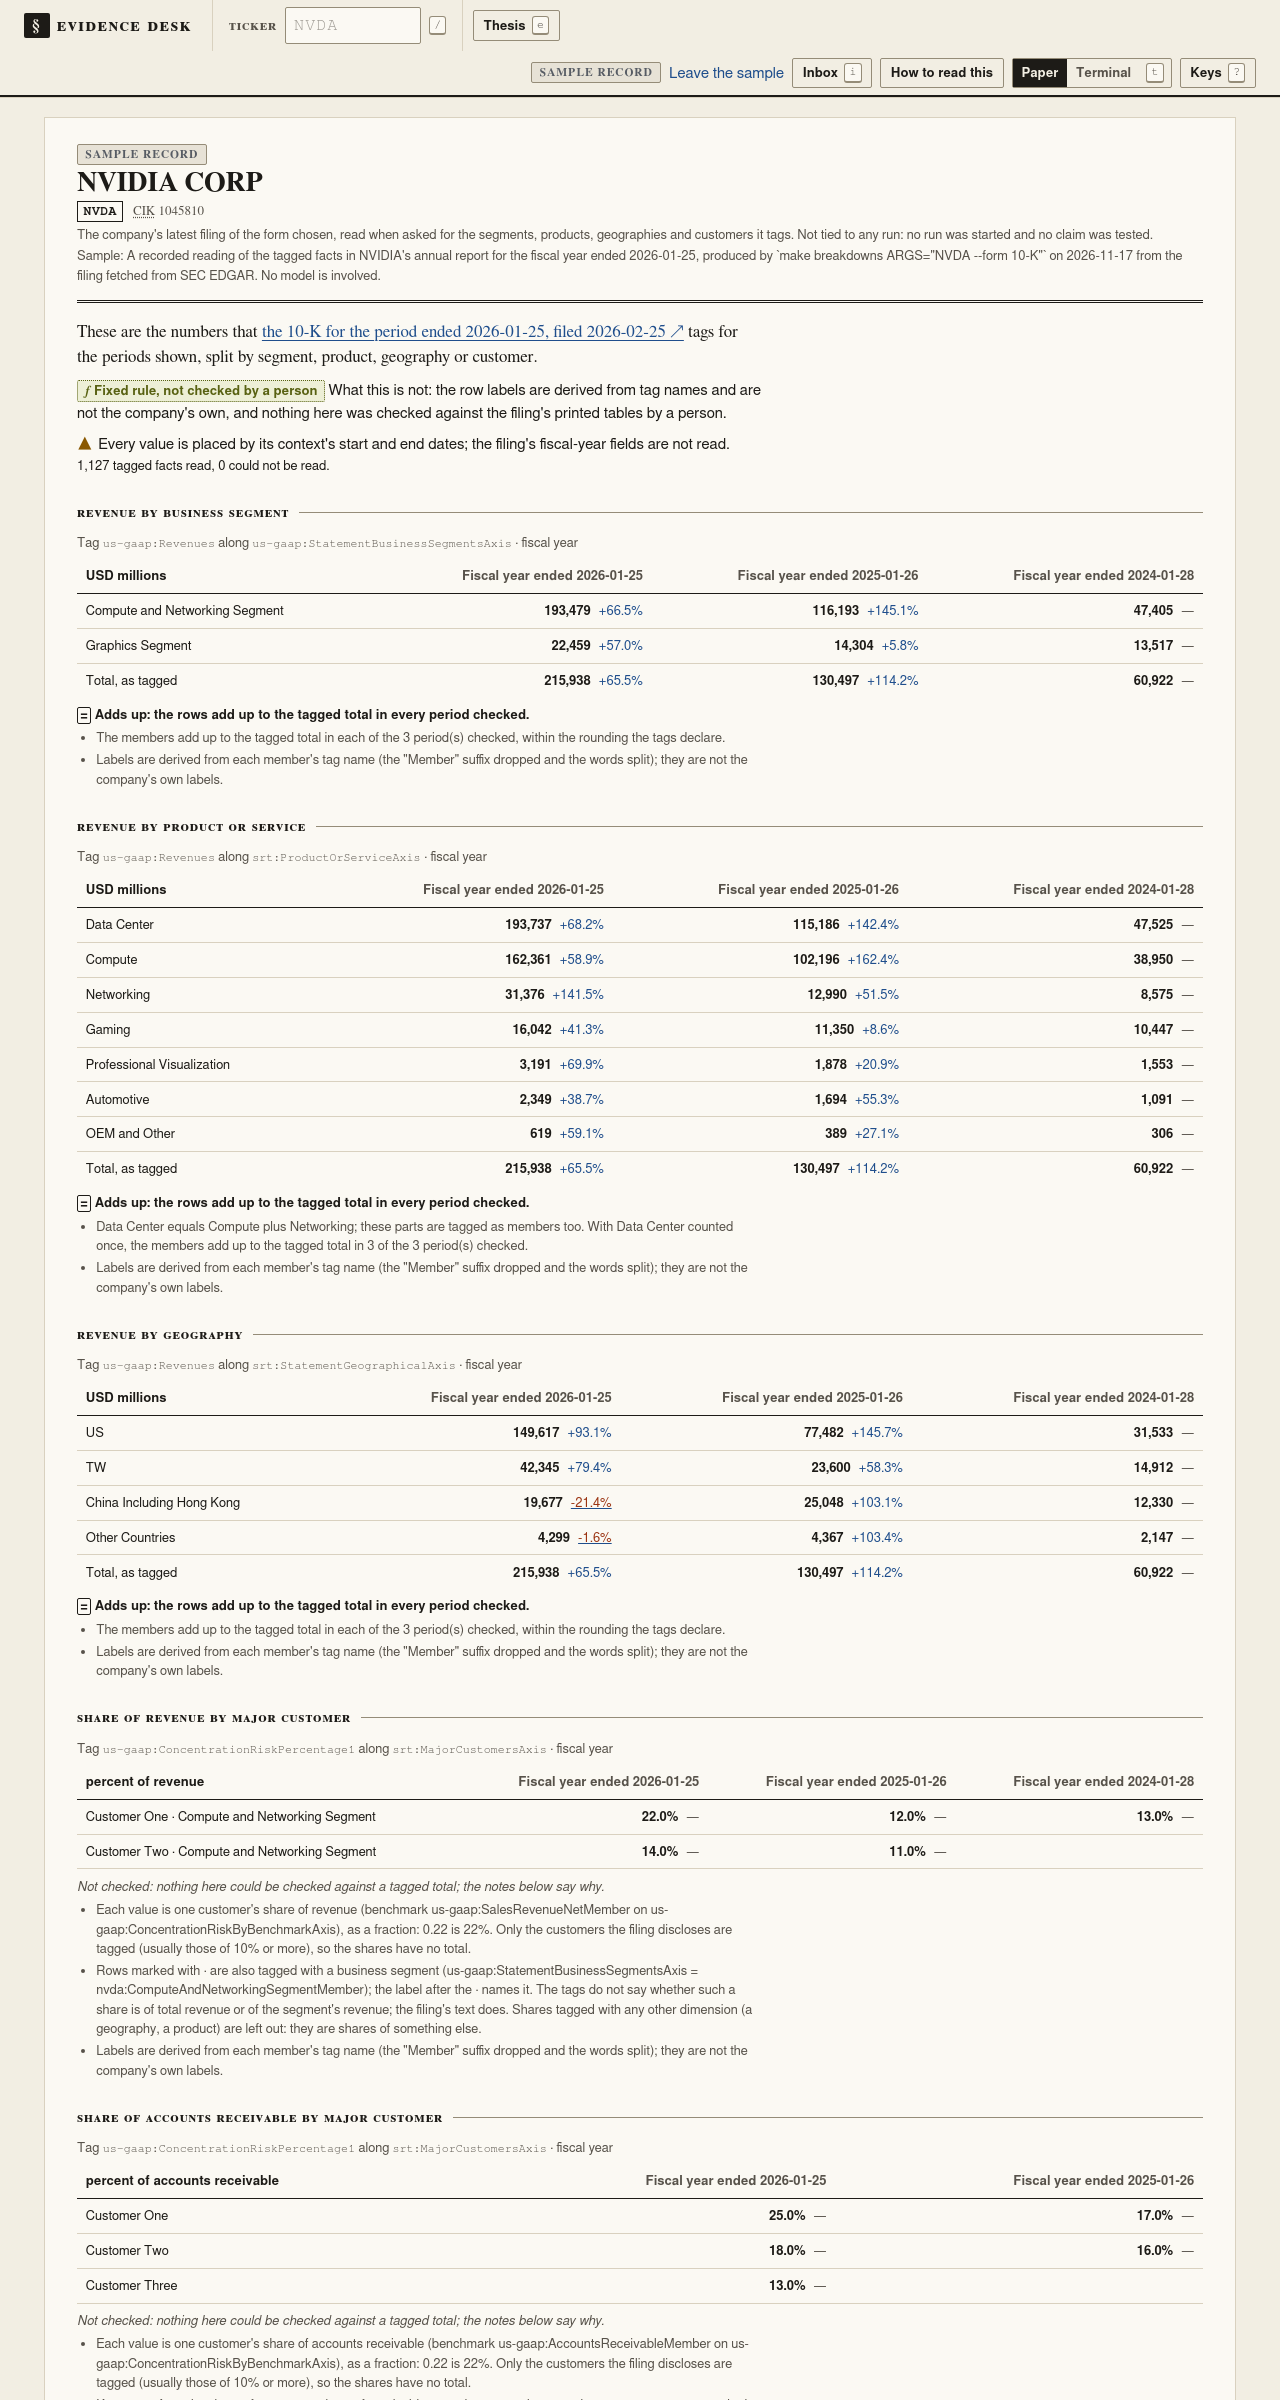 § EVIDENCE DESK TICKER NVDA / Thesis e
SAMPLE RECORD Leave the sample Inbox i How to read this Paper Terminal t Keys ?
SAMPLE RECORD
NVIDIA CORP
NVDA CIK 1045810
The company's latest filing of the form chosen, read when asked for the segments, products, geographies and customers it tags. Not tied to any run: no run was started and no claim was tested.
Sample: A recorded reading of the tagged facts in NVIDIA's annual report for the fiscal year ended 2026-01-25, produced by `make breakdowns ARGS="NVDA --form 10-K"` on 2026-11-17 from the
filing fetched from SEC EDGAR. No model is involved.
These are the numbers that the 10-K for the period ended 2026-01-25, filed 2026-02-25 ↗ tags for
the periods shown, split by segment, product, geography or customer.
ƒ Fixed rule, not checked by a person What this is not: the row labels are derived from tag names and are
not the company's own, and nothing here was checked against the filing's printed tables by a person.
▲ Every value is placed by its context's start and end dates; the filing's fiscal-year fields are not read.
1,127 tagged facts read, 0 could not be read.
REVENUE BY BUSINESS SEGMENT
Tag us-gaap:Revenues along us-gaap:StatementBusinessSegmentsAxis · fiscal year
USD millions Fiscal year ended 2026-01-25 Fiscal year ended 2025-01-26 Fiscal year ended 2024-01-28
Compute and Networking Segment 193,479 +66.5% 116,193 +145.1% 47,405 —
Graphics Segment 22,459 +57.0% 14,304 +5.8% 13,517 —
Total, as tagged 215,938 +65.5% 130,497 +114.2% 60,922 —
= Adds up: the rows add up to the tagged total in every period checked.
• The members add up to the tagged total in each of the 3 period(s) checked, within the rounding the tags declare.
• Labels are derived from each member's tag name (the "Member" suffix dropped and the words split); they are not the
company's own labels.
REVENUE BY PRODUCT OR SERVICE
Tag us-gaap:Revenues along srt:ProductOrServiceAxis · fiscal year
USD millions Fiscal year ended 2026-01-25 Fiscal year ended 2025-01-26 Fiscal year ended 2024-01-28
Data Center 193,737 +68.2% 115,186 +142.4% 47,525 —
Compute 162,361 +58.9% 102,196 +162.4% 38,950 —
Networking 31,376 +141.5% 12,990 +51.5% 8,575 —
Gaming 16,042 +41.3% 11,350 +8.6% 10,447 —
Professional Visualization 3,191 +69.9% 1,878 +20.9% 1,553 —
Automotive 2,349 +38.7% 1,694 +55.3% 1,091 —
OEM and Other 619 +59.1% 389 +27.1% 306 —
Total, as tagged 215,938 +65.5% 130,497 +114.2% 60,922 —
= Adds up: the rows add up to the tagged total in every period checked.
• Data Center equals Compute plus Networking; these parts are tagged as members too. With Data Center counted
once, the members add up to the tagged total in 3 of the 3 period(s) checked.
• Labels are derived from each member's tag name (the "Member" suffix dropped and the words split); they are not the
company's own labels.
REVENUE BY GEOGRAPHY
Tag us-gaap:Revenues along srt:StatementGeographicalAxis · fiscal year
USD millions Fiscal year ended 2026-01-25 Fiscal year ended 2025-01-26 Fiscal year ended 2024-01-28
US 149,617 +93.1% 77,482 +145.7% 31,533 —
TW 42,345 +79.4% 23,600 +58.3% 14,912 —
China Including Hong Kong 19,677 -21.4% 25,048 +103.1% 12,330 —
Other Countries 4,299 -1.6% 4,367 +103.4% 2,147 —
Total, as tagged 215,938 +65.5% 130,497 +114.2% 60,922 —
= Adds up: the rows add up to the tagged total in every period checked.
• The members add up to the tagged total in each of the 3 period(s) checked, within the rounding the tags declare.
• Labels are derived from each member's tag name (the "Member" suffix dropped and the words split); they are not the
company's own labels.
SHARE OF REVENUE BY MAJOR CUSTOMER
Tag us-gaap:ConcentrationRiskPercentage1 along srt:MajorCustomersAxis · fiscal year
percent of revenue Fiscal year ended 2026-01-25 Fiscal year ended 2025-01-26 Fiscal year ended 2024-01-28
Customer One · Compute and Networking Segment 22.0% — 12.0% — 13.0% —
Customer Two · Compute and Networking Segment 14.0% — 11.0% —
Not checked: nothing here could be checked against a tagged total; the notes below say why.
• Each value is one customer's share of revenue (benchmark us-gaap:SalesRevenueNetMember on us-
gaap:ConcentrationRiskByBenchmarkAxis), as a fraction: 0.22 is 22%. Only the customers the filing discloses are
tagged (usually those of 10% or more), so the shares have no total.
• Rows marked with · are also tagged with a business segment (us-gaap:StatementBusinessSegmentsAxis =
nvda:ComputeAndNetworkingSegmentMember); the label after the · names it. The tags do not say whether such a
share is of total revenue or of the segment's revenue; the filing's text does. Shares tagged with any other dimension (a
geography, a product) are left out: they are shares of something else.
• Labels are derived from each member's tag name (the "Member" suffix dropped and the words split); they are not the
company's own labels.
SHARE OF ACCOUNTS RECEIVABLE BY MAJOR CUSTOMER
Tag us-gaap:ConcentrationRiskPercentage1 along srt:MajorCustomersAxis · fiscal year
percent of accounts receivable Fiscal year ended 2026-01-25 Fiscal year ended 2025-01-26
Customer One 25.0% — 17.0% —
Customer Two 18.0% — 16.0% —
Customer Three 13.0% —
Not checked: nothing here could be checked against a tagged total; the notes below say why.
• Each value is one customer's share of accounts receivable (benchmark us-gaap:AccountsReceivableMember on us-
gaap:ConcentrationRiskByBenchmarkAxis), as a fraction: 0.22 is 22%. Only the customers the filing discloses are
tagged (usually those of 10% or more), so the shares have no total.